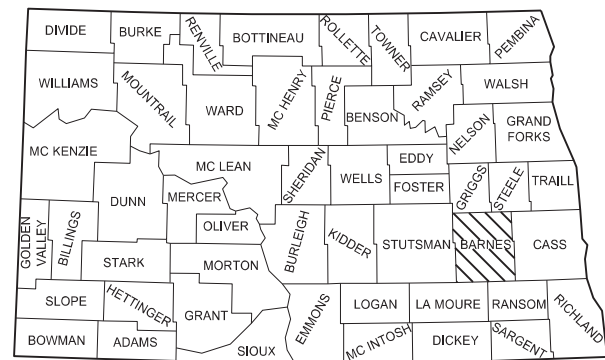 DIVIDE
BURKE
RENVILLE
BOTTINEAU
ROLLETTE
TOWNER
CAVALIER
PEMBINA
WILLIAMS
MOUNTRAIL
WARD
MC HENRY
PIERCE
BENSON
RAMSEY
WALSH
NELSON
GRAND
FORKS
MC KENZIE
DUNN
MC LEAN
MERCER
OLIVER
SHERIDAN
WELLS
EDDY
FOSTER
GRIGGS
STEELE
TRAILL
GOLDEN
VALLEY
BILLINGS
STARK
MORTON
BURLEIGH
KIDDER
STUTSMAN
BARNES
CASS
SLOPE
HETTINGER
GRANT
EMMONS
LOGAN
LA MOURE
RANSOM
RICHLAND
BOWMAN
ADAMS
SIOUX
MC INTOSH
DICKEY
SARGENT